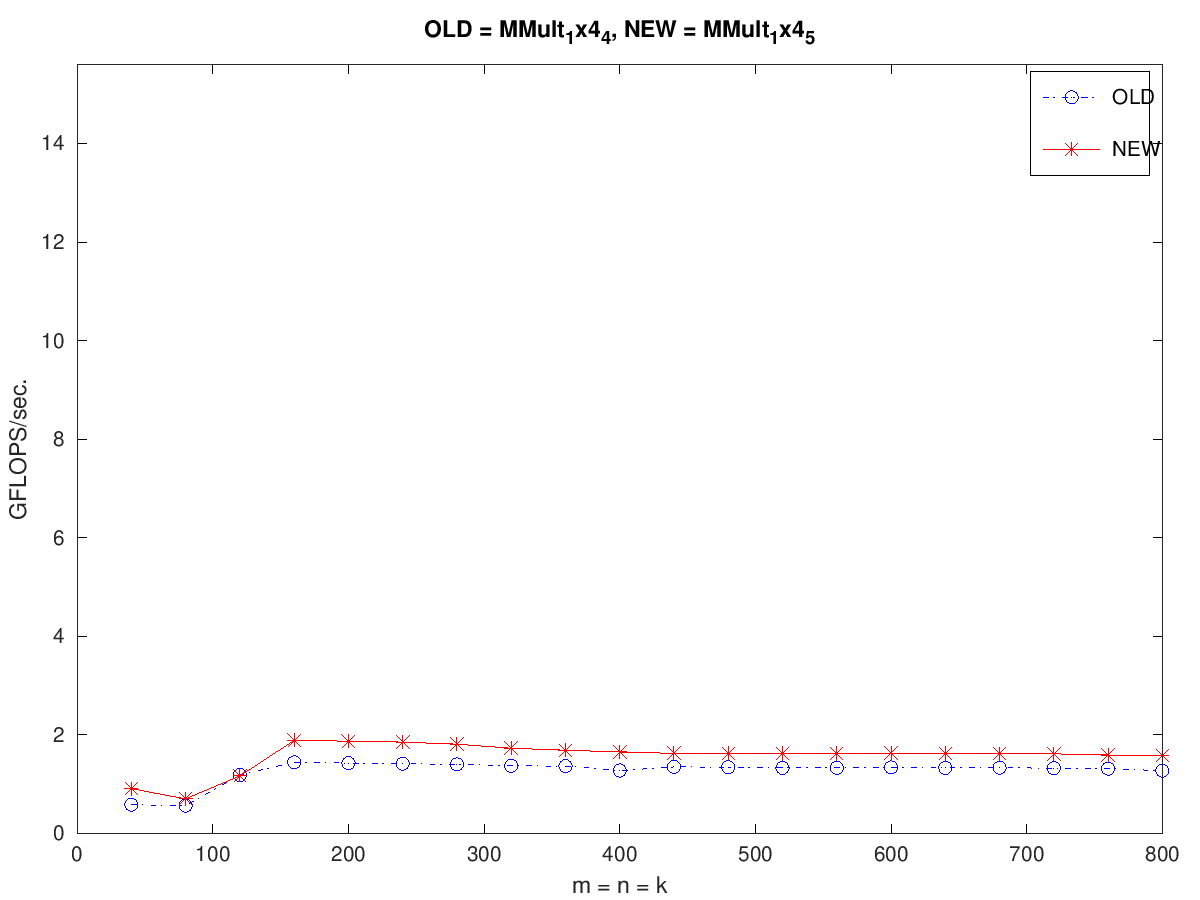 OLD = MMult₁x4₄, NEW = MMult₁x4₅
OLD
NEW
GFLOPS/sec.
14
12
10
8
6
4
2
0
0 100 200 300 400 500 600 700 800
m = n = k